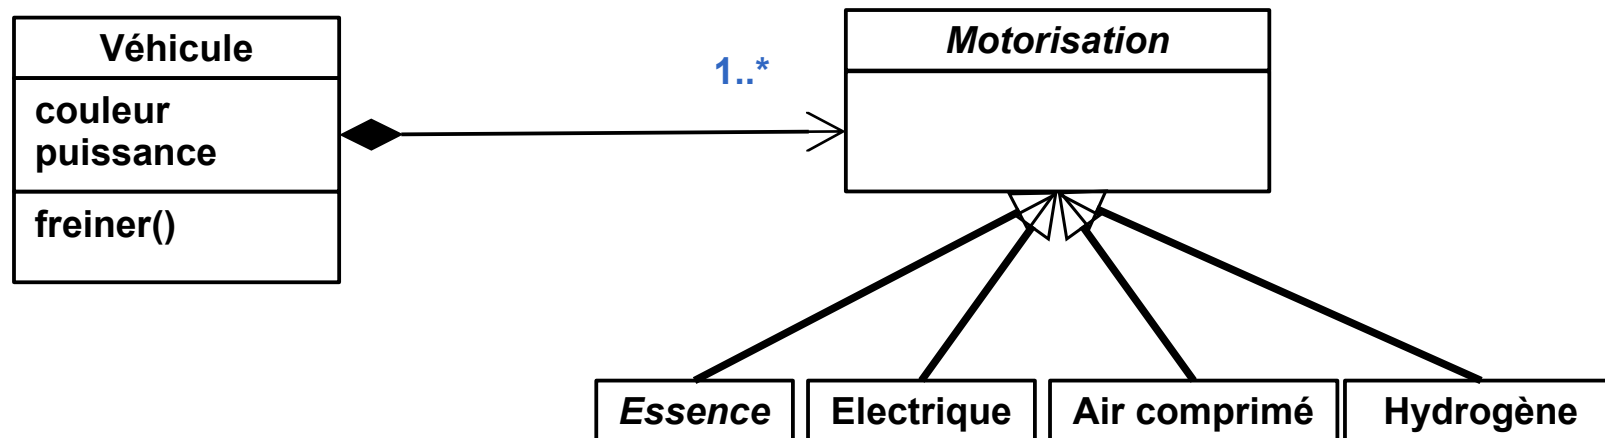 Véhicule
couleur
puissance
freiner()
1..*
Motorisation
Essence
Electrique
Air comprimé
Hydrogène